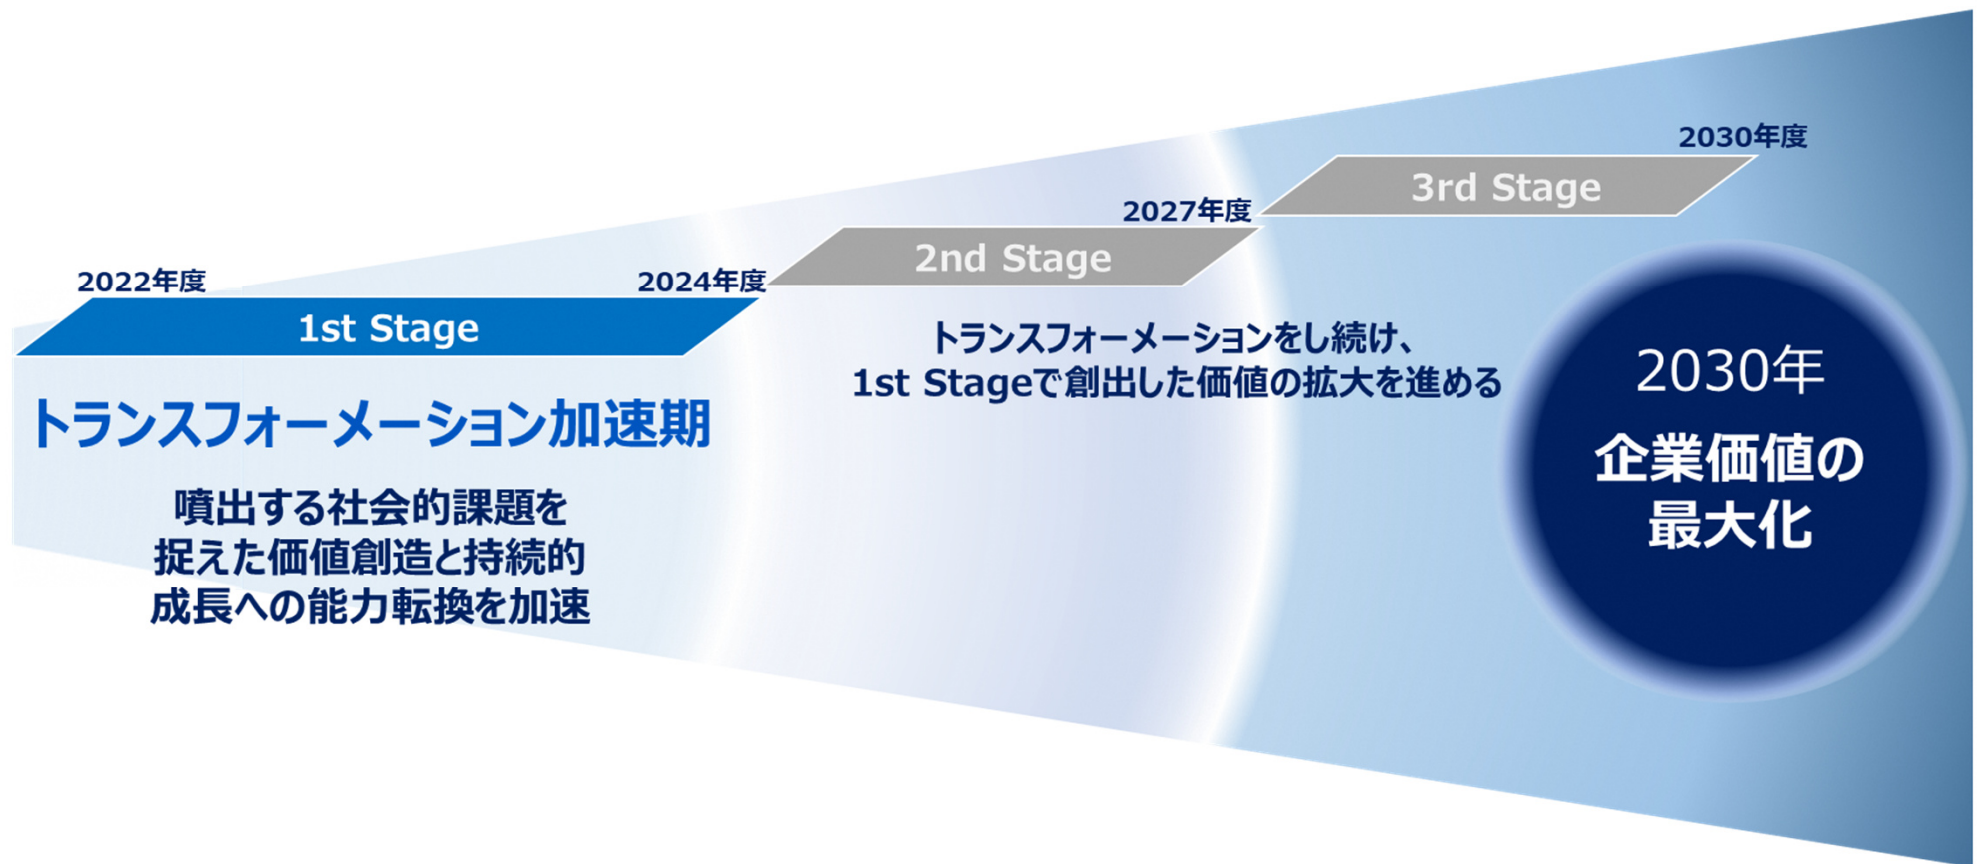 2030年度
3rd Stage
2027年度
2nd Stage
2022年度
2024年度
1st Stage
トランスフォーメーション加速期
噴出する社会的課題を
捉えた価値創造と持続的
成長への能力転換を加速
トランスフォーメーションをし続け、
1st Stageで創出した価値の拡大を進める
2030年
企業価値の
最大化